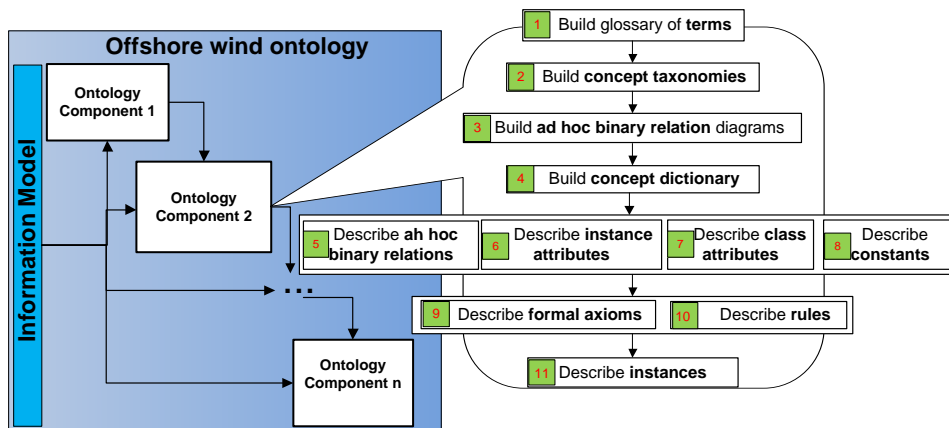 Offshore wind ontology
Information Model
Ontology
Component 1
Ontology
Component 2
...
Ontology
Component n
1 Build glossary of terms
2 Build concept taxonomies
3 Build ad hoc binary relation diagrams
4 Build concept dictionary
5 Describe ah hoc
binary relations
6 Describe instance
attributes
7 Describe class
attributes
8 Describe
constants
9 Describe formal axioms
10 Describe rules
11 Describe instances